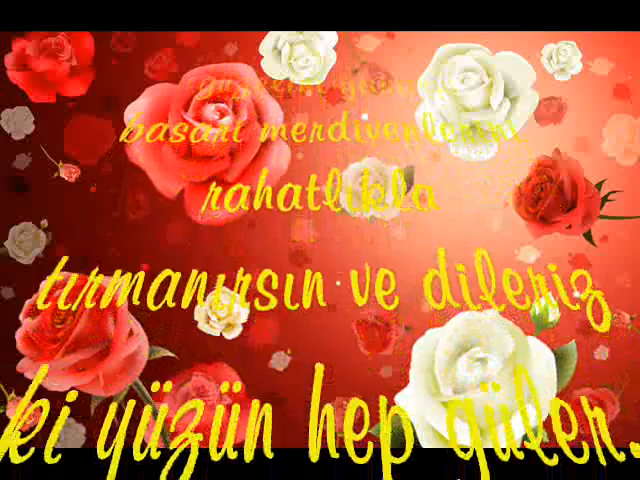 basarı merdivenlerini
rahatlıkla
tırmanırsın ve dileriz
ki yüzün hep güler.